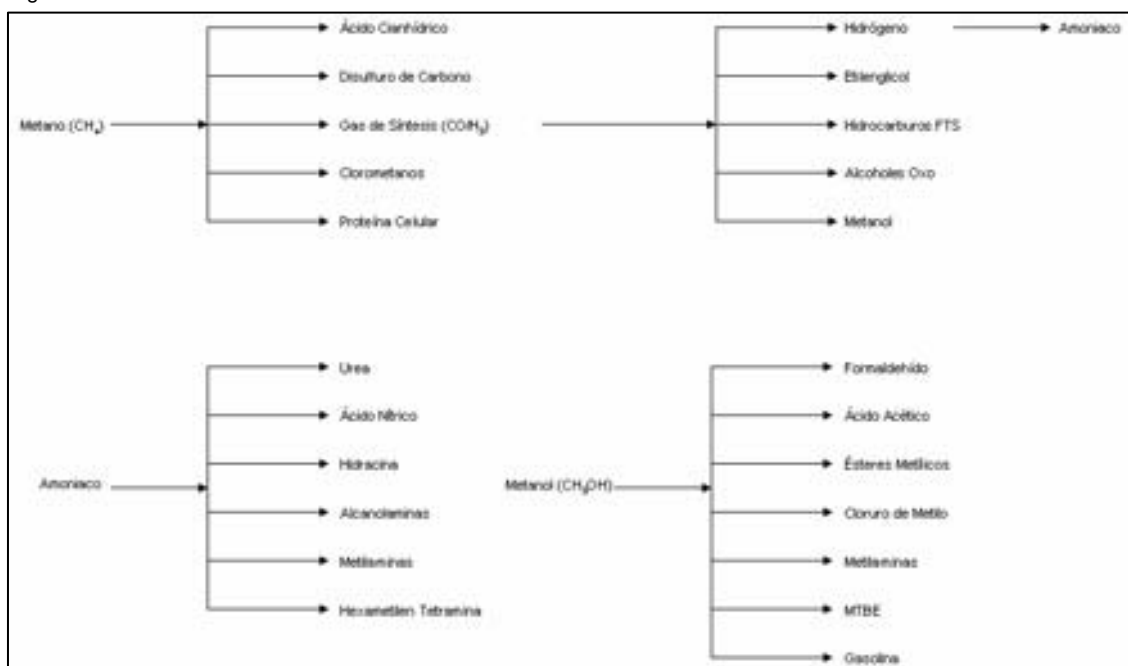 Ácido Cianhídrico
Disulfuro de Carbono
Metano (CH₄)
Gas de Síntesis (CO/H₂)
Clorometanos
Proteína Celular
Hidrógeno
Amoniaco
Etilenglicol
Hidrocarburos FTS
Alcoholes Oxo
Metanol
Urea
Ácido Nítrico
Hidracina
Amoniaco
Alcanolaminas
Metilaminas
Hexametilen Tetramina
Formaldehído
Ácido Acético
Ésteres Metílicos
Metanol (CH₃OH)
Cloruro de Metilo
Metilaminas
MTBE
Gasolina